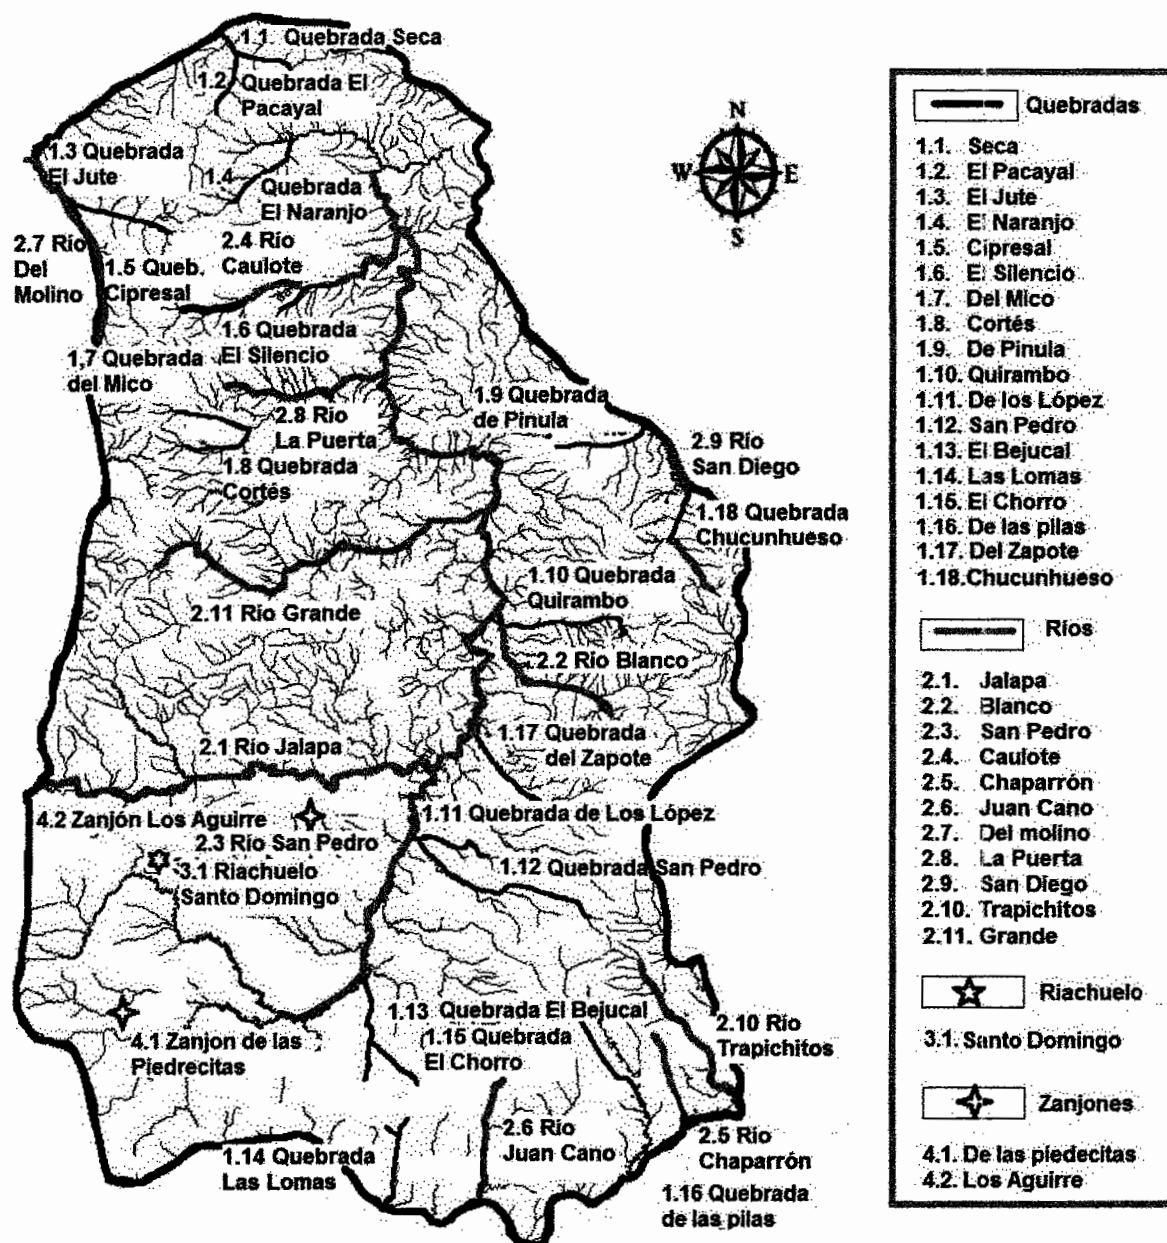 1.1. Quebrada Seca
1.2 Quebrada El
Pacayal
1.3 Quebrada
El Jute
1.4
Quebrada
El Naranjo
2.7 Río
Del
Molino
1.5 Queb.
Cipresal
2.4 Río
Caulote
1.6 Quebrada
El Silencio
1,7 Quebrada
del Mico
2.8 Río
La Puerta
1.8 Quebrada
Cortés
1.9 Quebrada
de Pinula
2.9 Río
San Diego
1.18 Quebrada
Chucunhueso
1.10 Quebrada
Quirambo
2.11 Río Grande
2.2 Río Blanco
2.1 Río Jalapa
1.17 Quebrada
del Zapote
4.2 Zanjón Los Aguirre
1.11 Quebrada de Los López
2.3 Río San Pedro
3.1 Riachuelo
Santo Domingo
1.12 Quebrada San Pedro
1.13 Quebrada El Bejucal
1.15 Quebrada
El Chorro
2.10 Río
Trapichitos
4.1 Zanjon de las
Piedrecitas
1.14 Quebrada
Las Lomas
2.6 Río
Juan Cano
2.5 Río
Chaparrón
1.16 Quebrada
de las pilas
N
W E
S
Quebradas
1.1. Seca
1.2 El Pacayal
1.3. El Jute
1.4. El Naranjo
1.5. Cipresal
1.6. El Silencio
1.7. Del Mico
1.8. Cortés
1.9. De Pinula
1.10. Quirambo
1.11. De los López
1.12. San Pedro
1.13. El Bejucal
1.14. Las Lomas
1.15. El Chorro
1.16. De las pilas
1.17. Del Zapote
1.18.Chucunhueso
Ríos
2.1. Jalapa
2.2. Blanco
2.3. San Pedro
2.4. Caulote
2.5. Chaparrón
2.6. Juan Cano
2.7. Del molino
2.8. La Puerta
2.9. San Diego
2.10. Trapichitos
2.11. Grande
Riachuelo
3.1. Santo Domingo
Zanjones
4.1. De las piedecitas
4.2. Los Aguirre